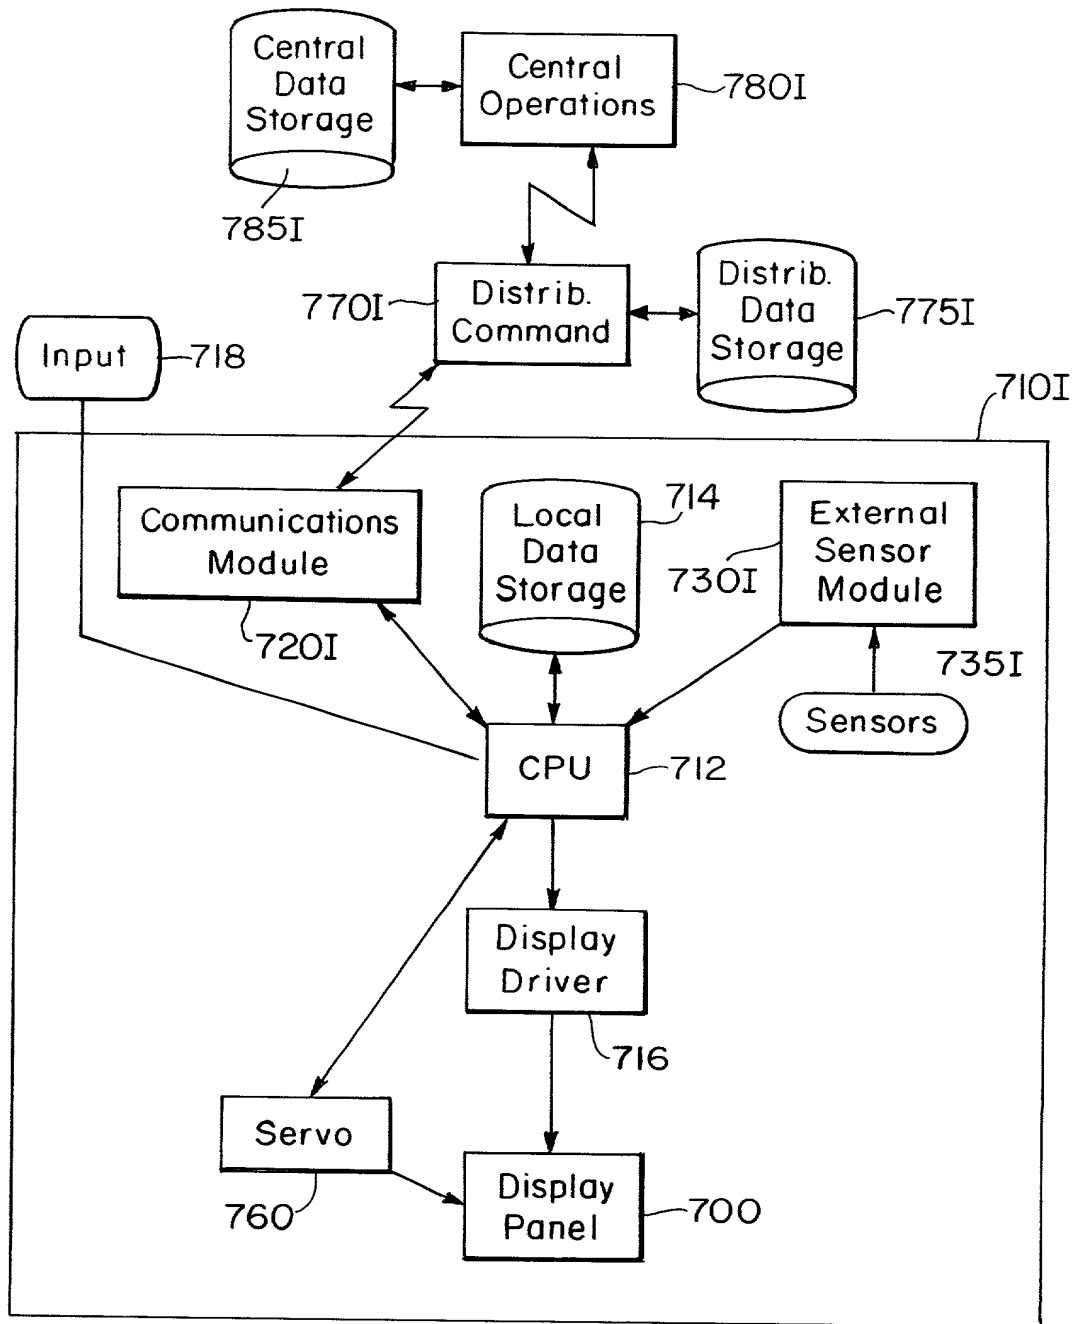 Central
Data
Storage
785I
Central
Operations
780I
770I
Distrib.
Command
Distrib.
Data
Storage
775I
Input
718
710I
Communications
Module
720I
Local
Data
Storage
714
External
Sensor
Module
730I
735I
Sensors
CPU
712
Display
Driver
716
Servo
760
Display
Panel
700